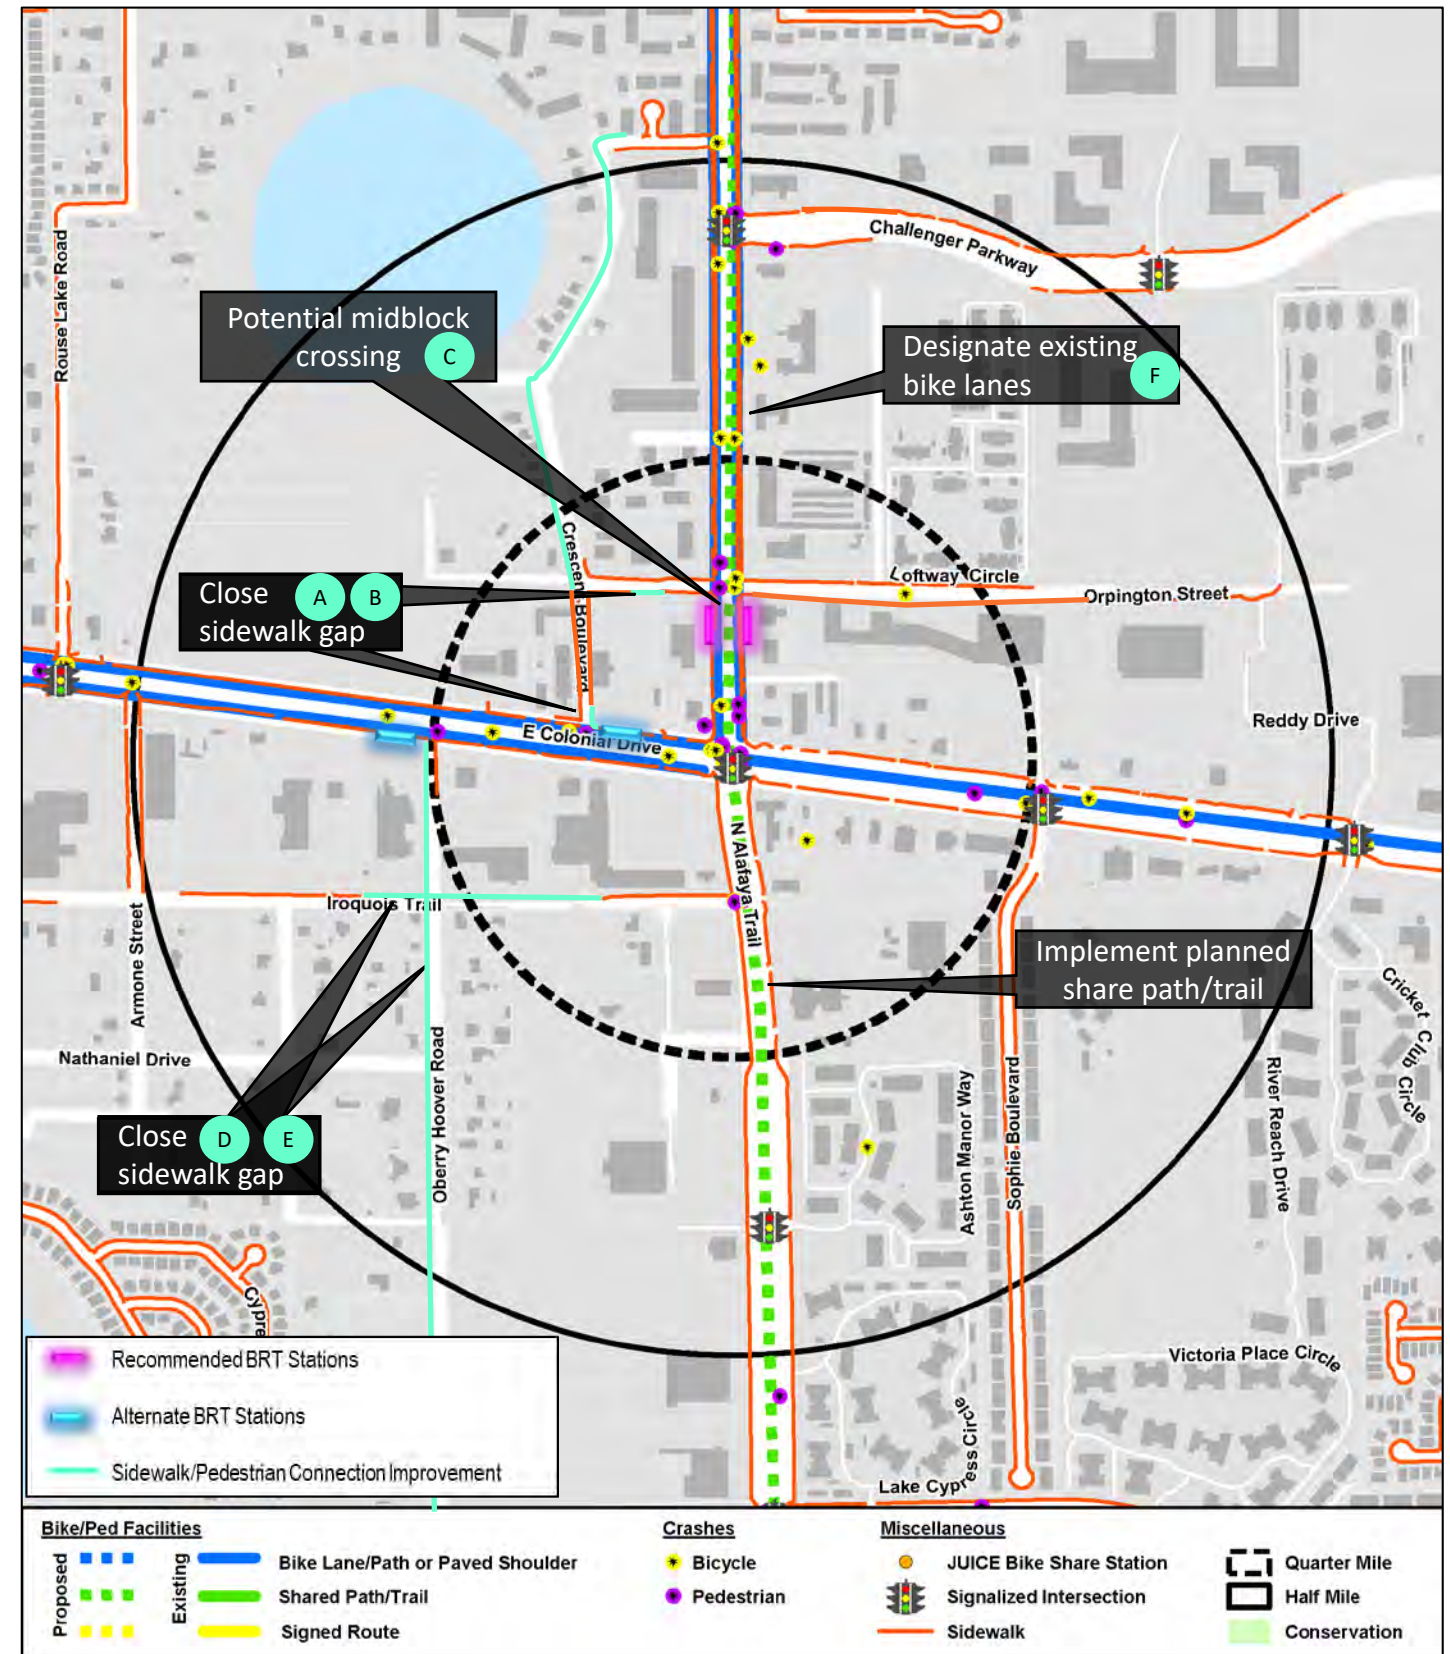 Rouse Lake Road
Challenger Parkway
Potential midblock
crossing C
Designate existing
bike lanes F
Crescent Boulevard
Loftway Circle
Orpington Street
Close A B
sidewalk gap
Reddy Drive
E Colonial Drive
N Alafaya Trail
Iroquois Trail
Armone Street
Implement planned
share path/trail
Cricket Club Circle
Nathaniel Drive
Oberry Hoover Road
Ashton Manor Way
Sophie Boulevard
River Reach Drive
Close D E
sidewalk gap
Cypre
Victoria Place Circle
Lake Cypress Circle
Recommended BRT Stations
Alternate BRT Stations
Sidewalk/Pedestrian Connection Improvement
Bike/Ped Facilities
Proposed
Existing
Bike Lane/Path or Paved Shoulder
Shared Path/Trail
Signed Route
Crashes
Bicycle
Pedestrian
Miscellaneous
JUICE Bike Share Station
Signalized Intersection
Sidewalk
Quarter Mile
Half Mile
Conservation